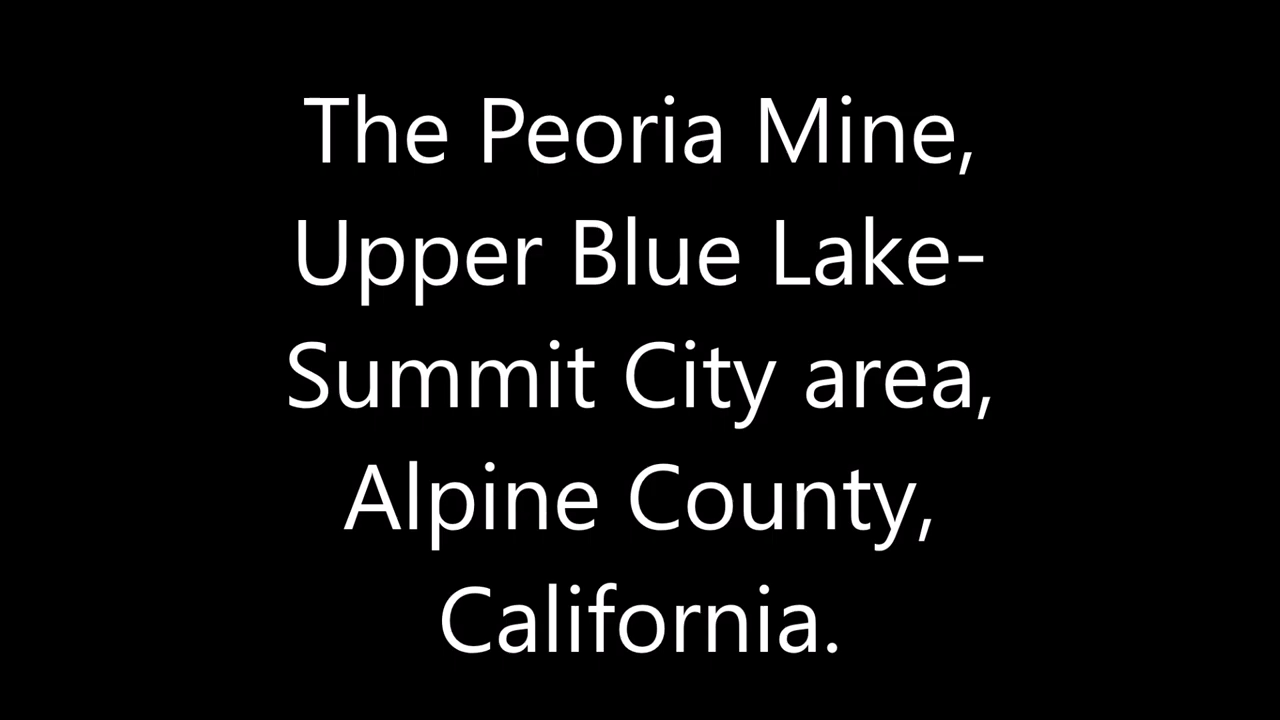 The Peoria Mine,
Upper Blue Lake-
Summit City area,
Alpine County,
California.